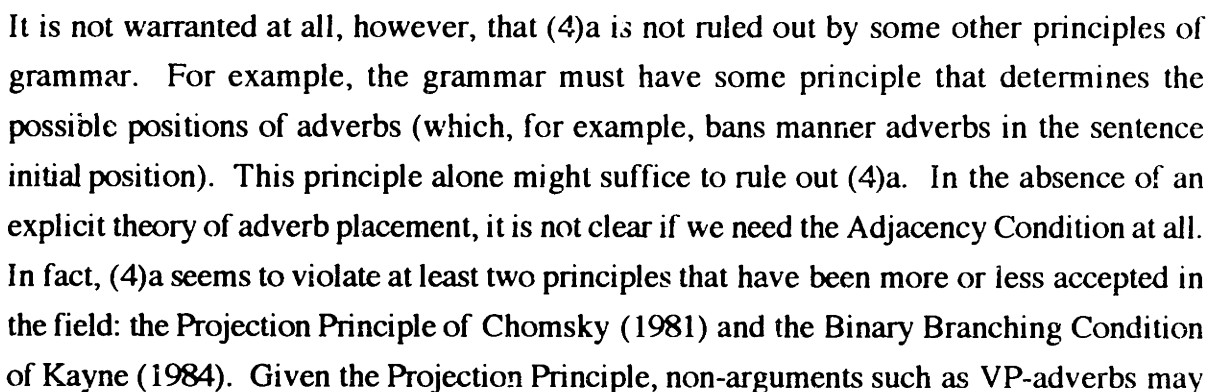 It is not warranted at all, however, that (4)a is not ruled out by some other principles of
grammar. For example, the grammar must have some principle that determines the
possible positions of adverbs (which, for example, bans manner adverbs in the sentence
initial position). This principle alone might suffice to rule out (4)a. In the absence of an
explicit theory of adverb placement, it is not clear if we need the Adjacency Condition at all.
In fact, (4)a seems to violate at least two principles that have been more or less accepted in
the field: the Projection Principle of Chomsky (1981) and the Binary Branching Condition
of Kayne (1984). Given the Projection Principle, non-arguments such as VP-adverbs may